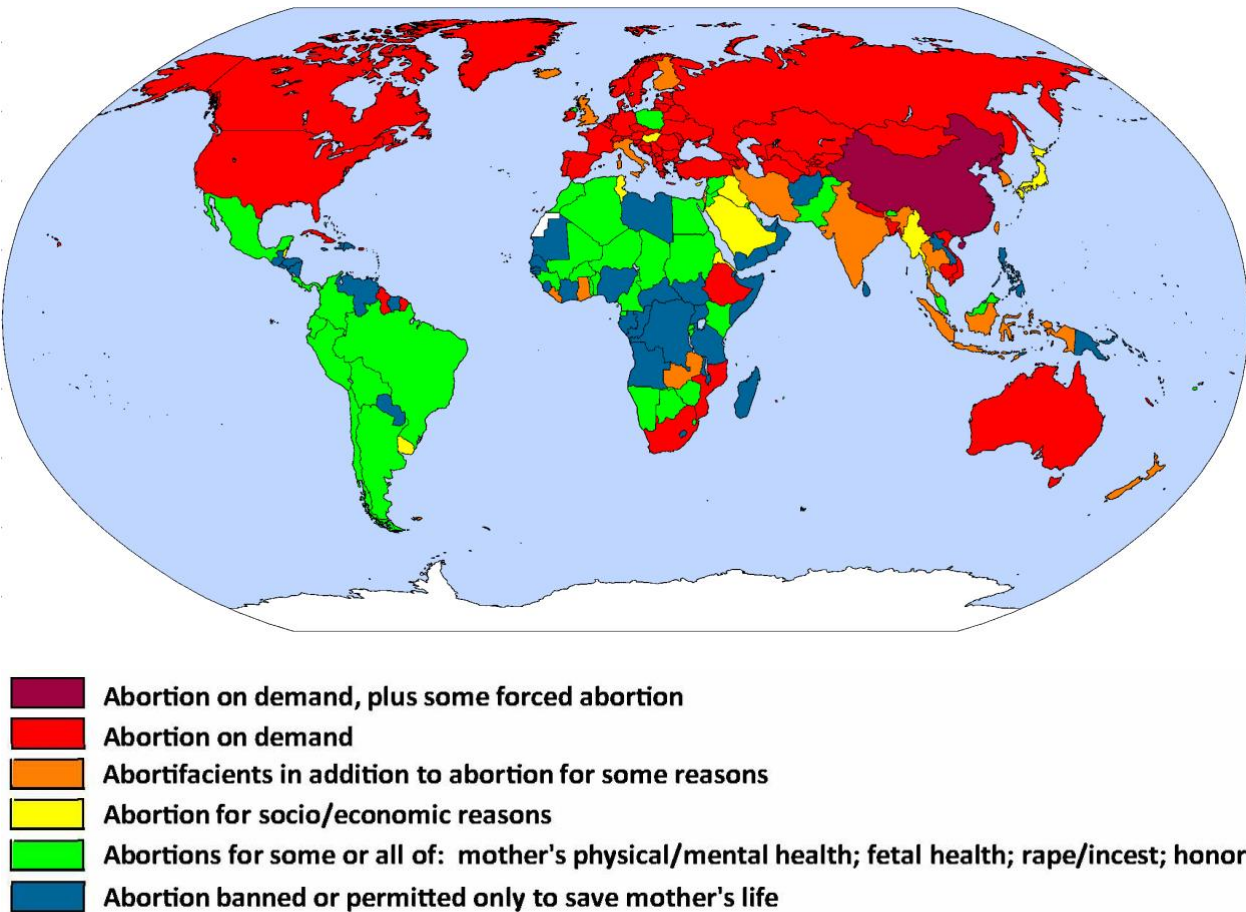 Abortion on demand, plus some forced abortion
Abortion on demand
Abortifacients in addition to abortion for some reasons
Abortion for socio/economic reasons
Abortions for some or all of: mother's physical/mental health; fetal health; rape/incest; honor
Abortion banned or permitted only to save mother's life